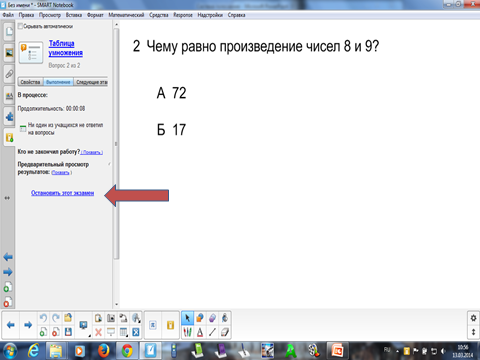 Без имени * - SMART Notebook
Файл Правка Просмотр Вставка Формат Математический Средства Рисунок Response Надстройки Справка
Скрывать автоматически
Таблица
умножения
Вопрос 2 из 2
Свойства Выполнение Следующие эта
В процессе:
Продолжительность: 00:00:08
Ни один из учащихся не ответил
на вопросы
Кто не закончил работу? (Показать)
Предварительный просмотр
результатов: (Показать)
Остановить этот экзамен
2 Чему равно произведение чисел 8 и 9?
А 72
Б 17
RU
10:56
13.03.2014